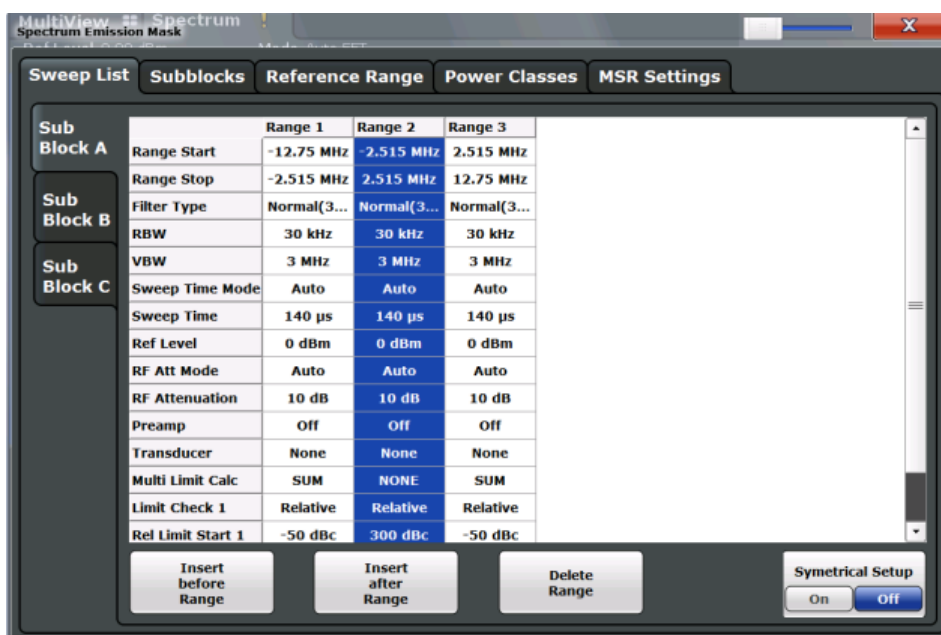 MultiView Spectrum !
Spectrum Emission Mask
Sweep List Subblocks Reference Range Power Classes MSR Settings
Sub Block A
Sub Block B
Sub Block C
Range 1 Range 2 Range 3
Range Start -12.75 MHz -2.515 MHz 2.515 MHz
Range Stop -2.515 MHz 2.515 MHz 12.75 MHz
Filter Type Normal(3... Normal(3... Normal(3...
RBW 30 kHz 30 kHz 30 kHz
VBW 3 MHz 3 MHz 3 MHz
Sweep Time Mode Auto Auto Auto
Sweep Time 140 µs 140 µs 140 µs
Ref Level 0 dBm 0 dBm 0 dBm
RF Att Mode Auto Auto Auto
RF Attenuation 10 dB 10 dB 10 dB
Preamp Off Off Off
Transducer None None None
Multi Limit Calc SUM NONE SUM
Limit Check 1 Relative Relative Relative
Rel Limit Start 1 -50 dBc 300 dBc -50 dBc
Insert before Range
Insert after Range
Delete Range
Symetrical Setup
On Off